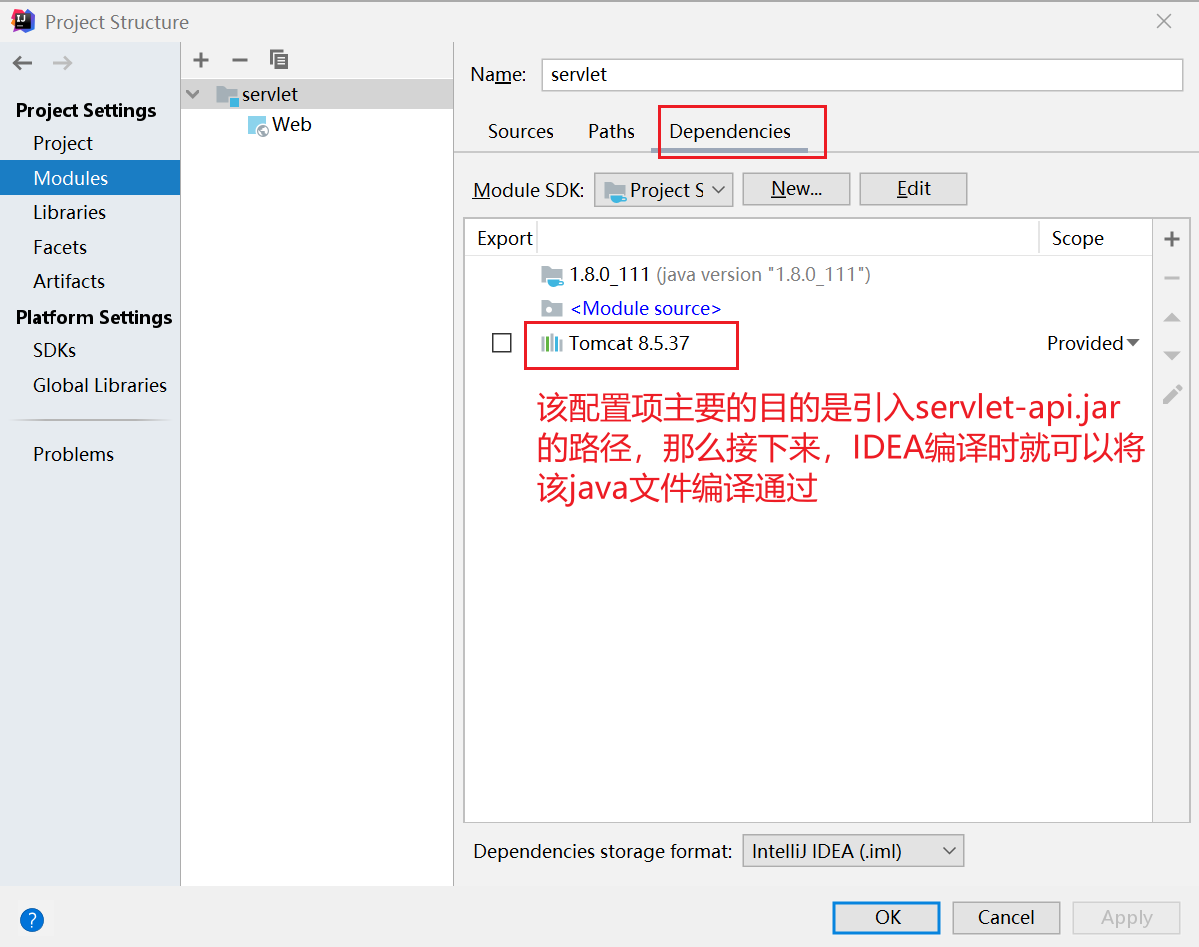 Project Structure
Project Settings
Project
Modules
Libraries
Facets
Artifacts
Platform Settings
SDKs
Global Libraries
Problems
servlet
Web
Name: servlet
Sources Paths Dependencies
Module SDK: Project S New... Edit
Export Scope
1.8.0_111 (java version "1.8.0_111")
<Module source>
Tomcat 8.5.37 Provided
该配置项主要的目的是引入servlet-api.jar
的路径，那么接下来，IDEA编译时就可以将
该java文件编译通过
Dependencies storage format: IntelliJ IDEA (.iml)
? OK Cancel Apply